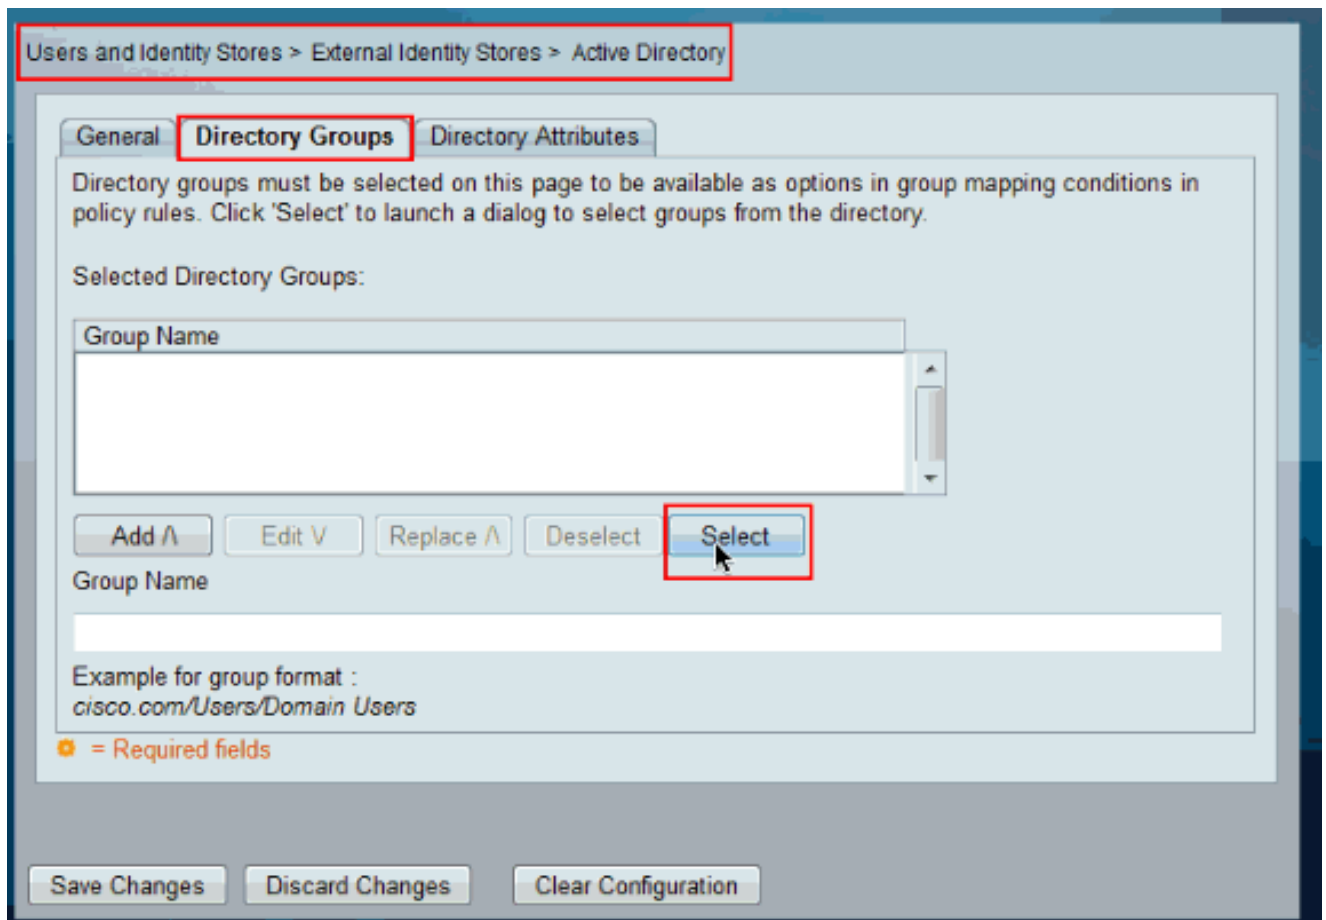 Users and Identity Stores > External Identity Stores > Active Directory
General Directory Groups Directory Attributes
Directory groups must be selected on this page to be available as options in group mapping conditions in
policy rules. Click 'Select' to launch a dialog to select groups from the directory.
Selected Directory Groups:
Group Name
Add /\ Edit V Replace /\ Deselect Select
Group Name
Example for group format :
cisco.com/Users/Domain Users
= Required fields
Save Changes Discard Changes Clear Configuration